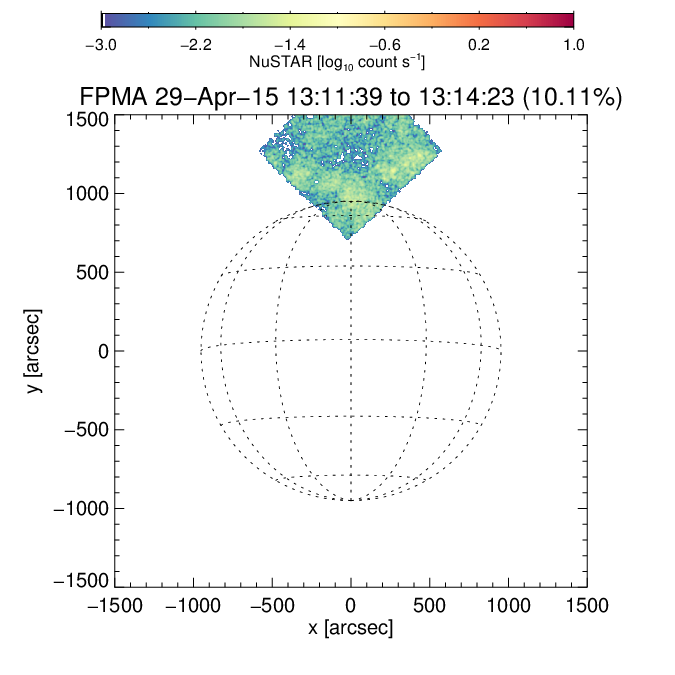 −3.0 −2.2 −1.4 −0.6 0.2 1.0
NuSTAR [log₁₀ count s⁻¹]
FPMA 29−Apr−15 13:11:39 to 13:14:23 (10.11%)
1500
1000
500
0
−500
−1000
−1500
y [arcsec]
−1500 −1000 −500 0 500 1000 1500
x [arcsec]